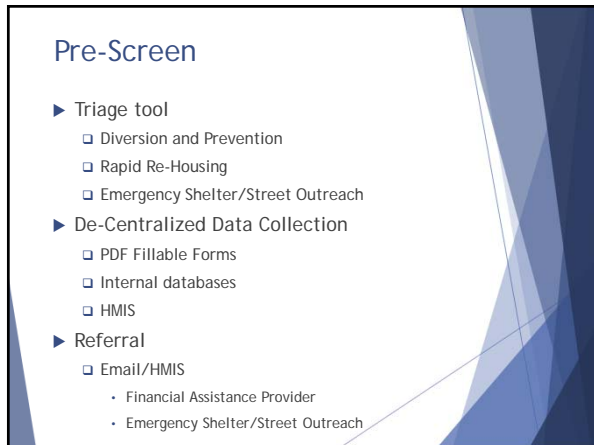 Pre-Screen
▶ Triage tool
❑ Diversion and Prevention
❑ Rapid Re-Housing
❑ Emergency Shelter/Street Outreach
▶ De-Centralized Data Collection
❑ PDF Fillable Forms
❑ Internal databases
❑ HMIS
▶ Referral
❑ Email/HMIS
• Financial Assistance Provider
• Emergency Shelter/Street Outreach